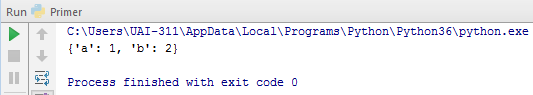 Run Primer
C:\Users\UAI-311\AppData\Local\Programs\Python\Python36\python.exe
{'a': 1, 'b': 2}
Process finished with exit code 0